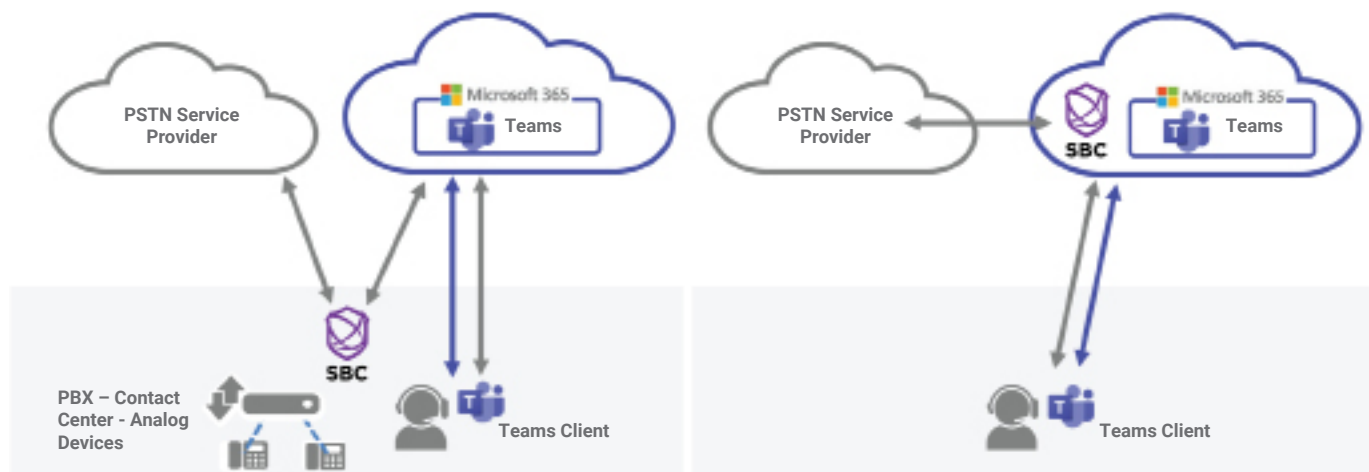 PSTN Service
Provider
Microsoft 365
Teams
SBC
PBX – Contact
Center - Analog
Devices
Teams Client
PSTN Service
Provider
SBC
Microsoft 365
Teams
Teams Client